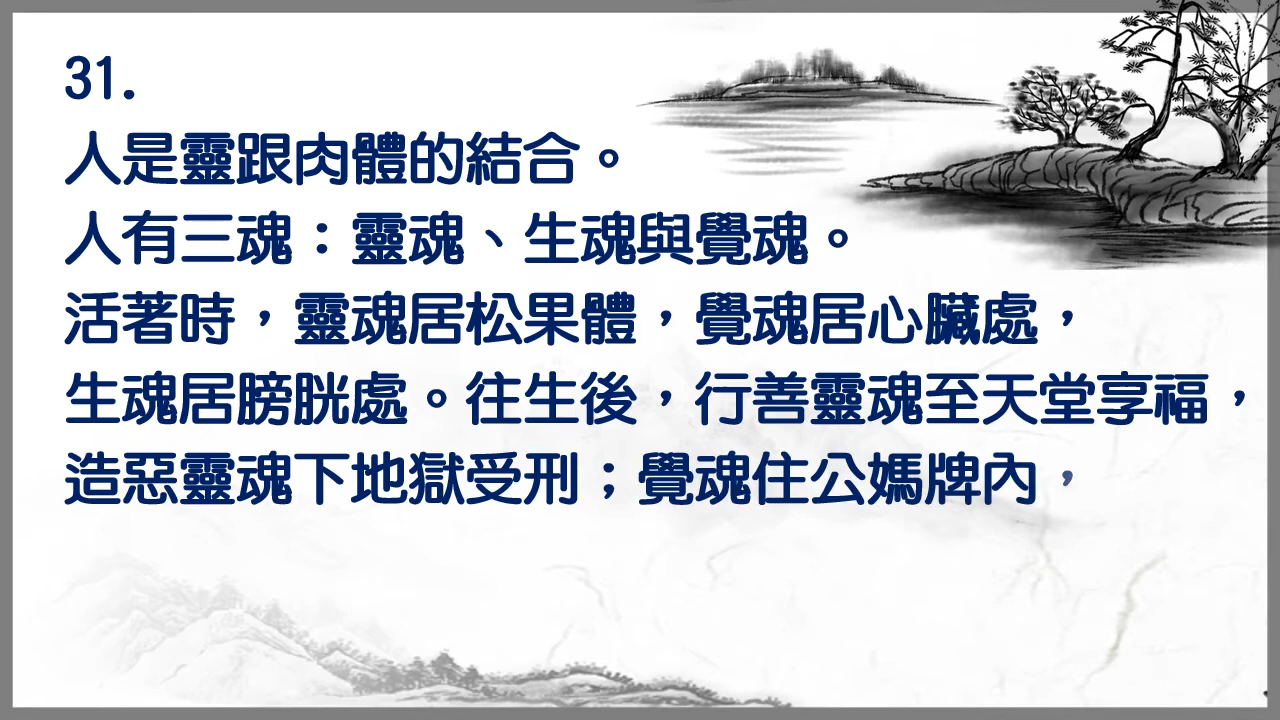 31.
人是靈跟肉體的結合。
人有三魂：靈魂、生魂與覺魂。
活著時，靈魂居松果體，覺魂居心臟處，
生魂居膀胱處。往生後，行善靈魂至天堂享福，
造惡靈魂下地獄受刑；覺魂住公媽牌內，